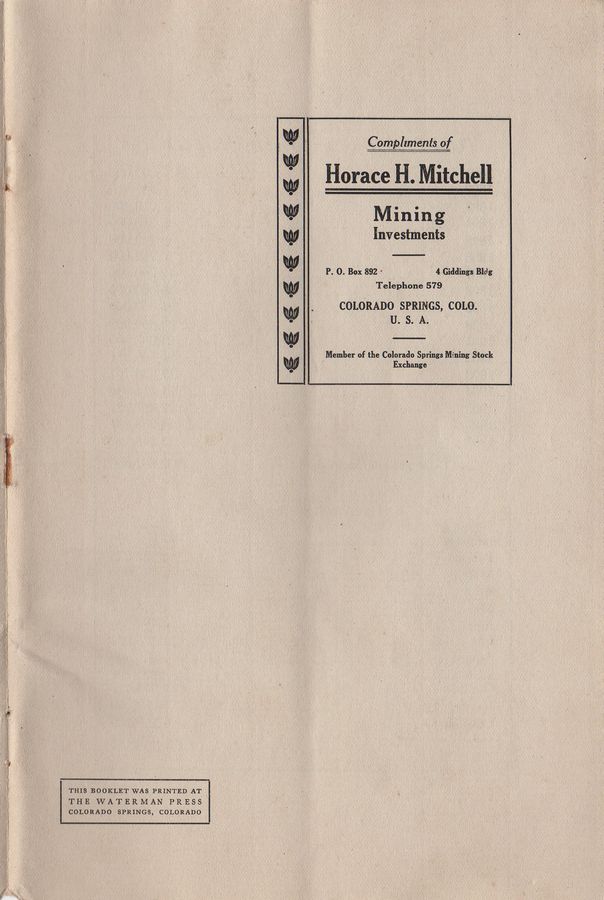 Compliments of
Horace H. Mitchell
Mining
Investments
P. O. Box 892 4 Giddings Bldg
Telephone 579
COLORADO SPRINGS, COLO.
U. S. A.
Member of the Colorado Springs Mining Stock
Exchange
THIS BOOKLET WAS PRINTED AT
THE WATERMAN PRESS
COLORADO SPRINGS, COLORADO